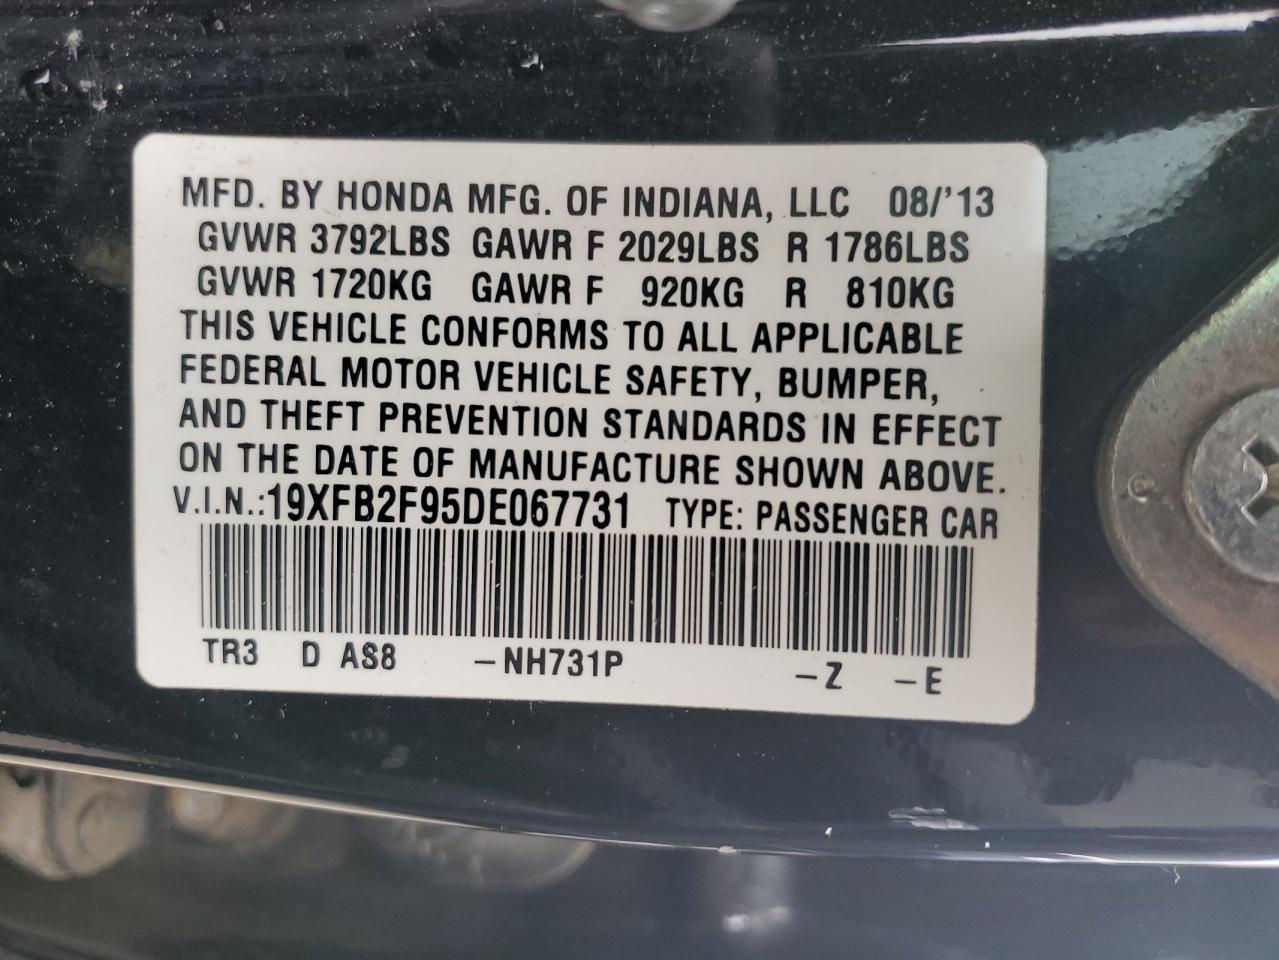 MFD. BY HONDA MFG. OF INDIANA, LLC 08/'13
GVWR 3792LBS GAWR F 2029LBS R 1786LBS
GVWR 1720KG GAWR F 920KG R 810KG
THIS VEHICLE CONFORMS TO ALL APPLICABLE
FEDERAL MOTOR VEHICLE SAFETY, BUMPER,
AND THEFT PREVENTION STANDARDS IN EFFECT
ON THE DATE OF MANUFACTURE SHOWN ABOVE.
V.I.N.:19XFB2F95DE067731 TYPE: PASSENGER CAR
TR3 D AS8 -NH731P -Z -E